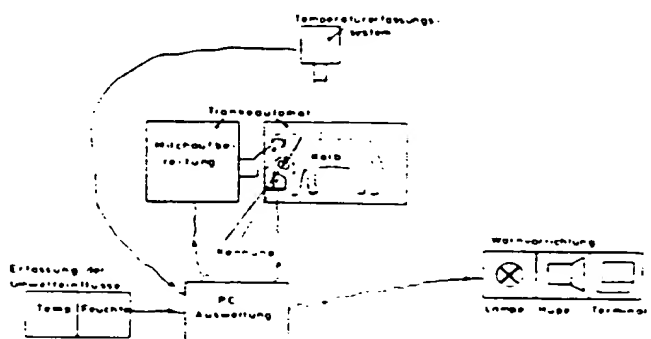 Temperaturerfassungs-
system
Tränkeautomat
Milchaufbe-
reitung
Kalb
Kennung
Warnvorrichtung
Erfassung der
Umwelteinflüsse
Temp Feuchte
PC
Auswertung
Lampe Hupe Terminal